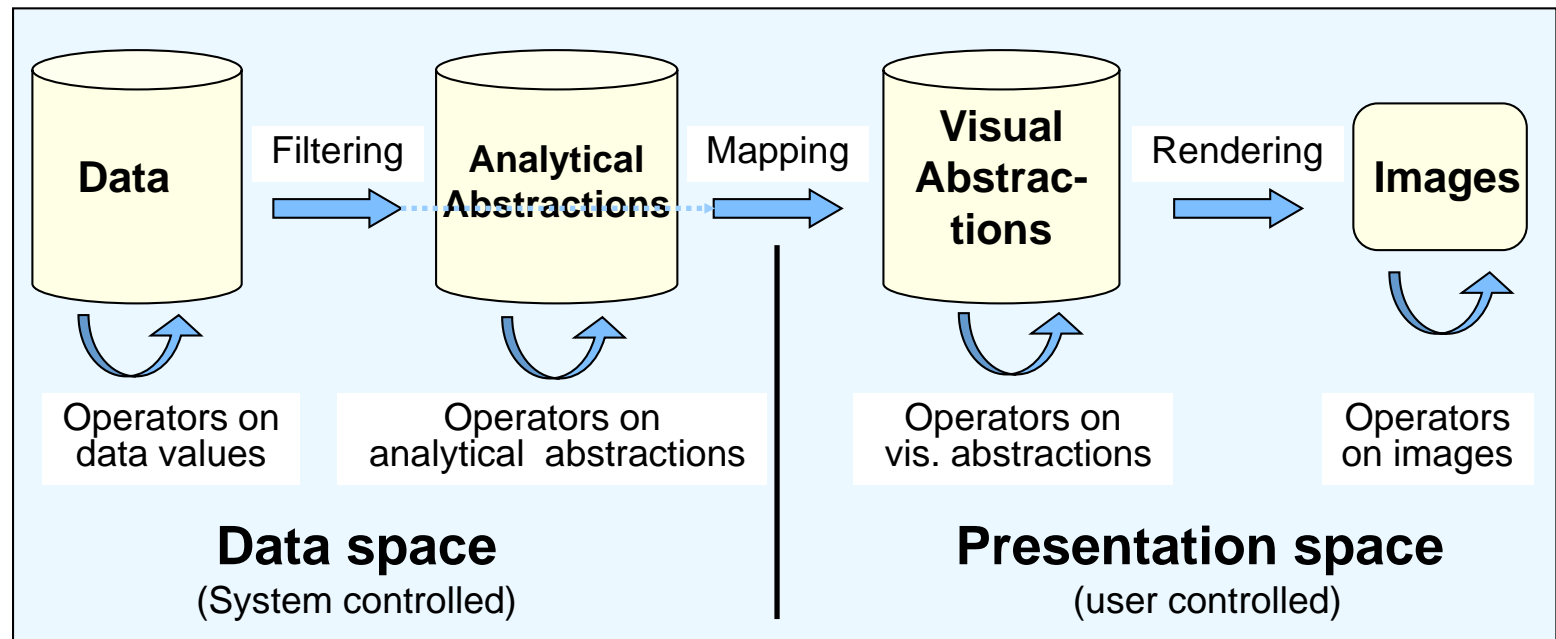 Data
Filtering
Analytical
Abstractions
Mapping
Visual
Abstrac-
tions
Rendering
Images
Operators on
data values
Operators on
analytical abstractions
Operators on
vis. abstractions
Operators
on images
Data space
(System controlled)
Presentation space
(user controlled)